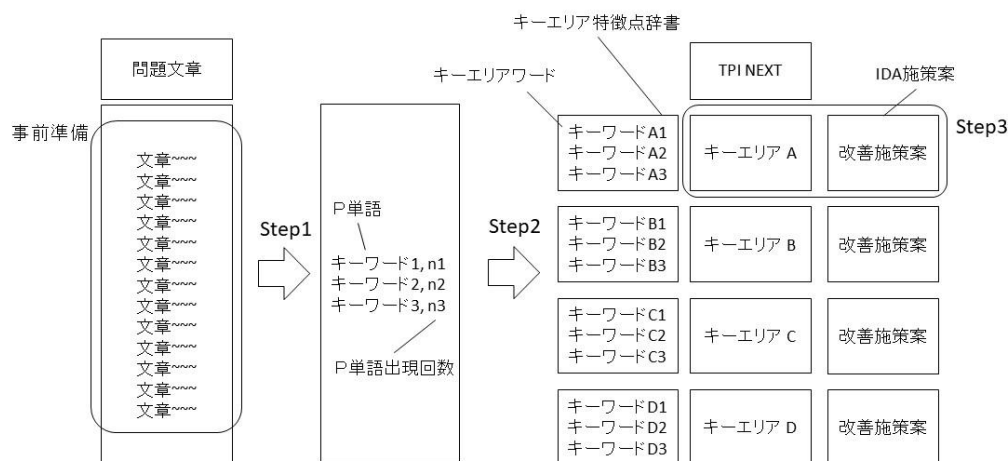 キーエリア特徴点辞書
問題文章
キーエリアワード
TPI NEXT
IDA施策案
事前準備
文章~~~
文章~~~
文章~~~
文章~~~
文章~~~
文章~~~
文章~~~
文章~~~
文章~~~
文章~~~
文章~~~
文章~~~
文章~~~
Step1
P単語
キーワード1, n1
キーワード2, n2
キーワード3, n3
P単語出現回数
Step2
キーワードA1
キーワードA2
キーワードA3
キーエリア A
改善施策案
Step3
キーワードB1
キーワードB2
キーワードB3
キーエリア B
改善施策案
キーワードC1
キーワードC2
キーワードC3
キーエリア C
改善施策案
キーワードD1
キーワードD2
キーワードD3
キーエリア D
改善施策案